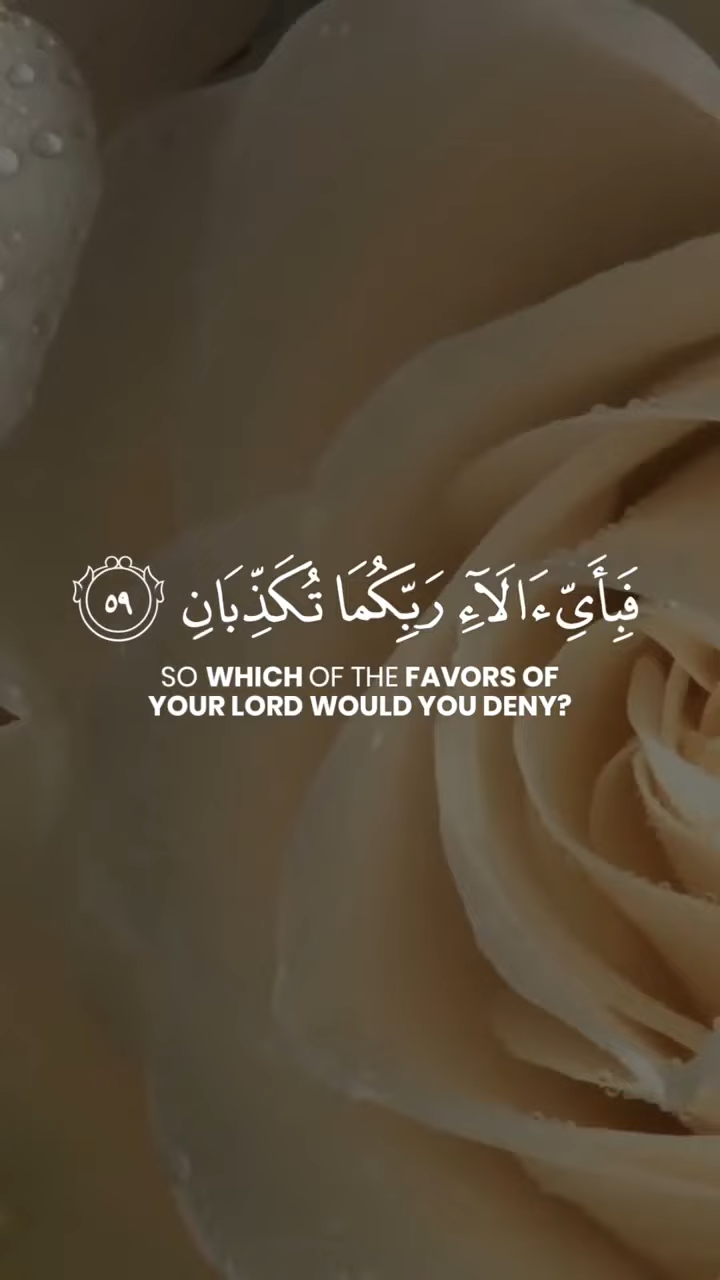 فَبِأَيِّ ءَالَآءِ رَبِّكُمَا تُكَذِّبَانِ ٥٩
SO WHICH OF THE FAVORS OF
YOUR LORD WOULD YOU DENY?